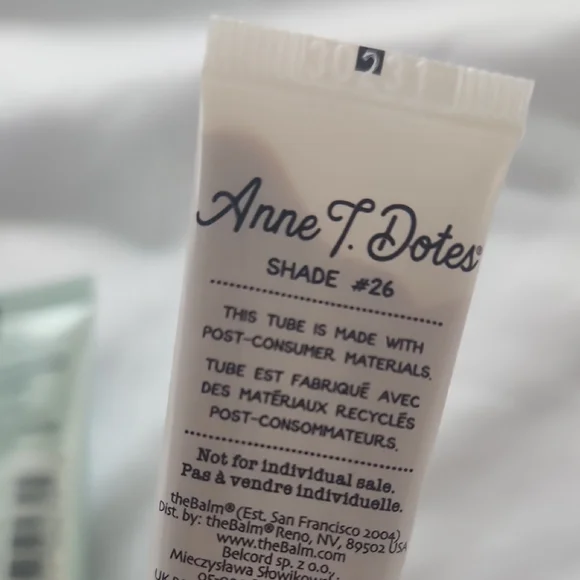 Anne T. Dotes®
SHADE #26
THIS TUBE IS MADE WITH
POST-CONSUMER MATERIALS.
TUBE EST FABRIQUÉ AVEC
DES MATÉRIAUX RECYCLÉS
POST-CONSOMMATEURS.
Not for individual sale.
Pas à vendre individuelle.
theBalm® (Est. San Francisco 2004)
Dist. by: theBalm® Reno, NV, 89502 USA
www.theBalm.com
Belcord sp. z o.o.,
Mieczysława Słowikow